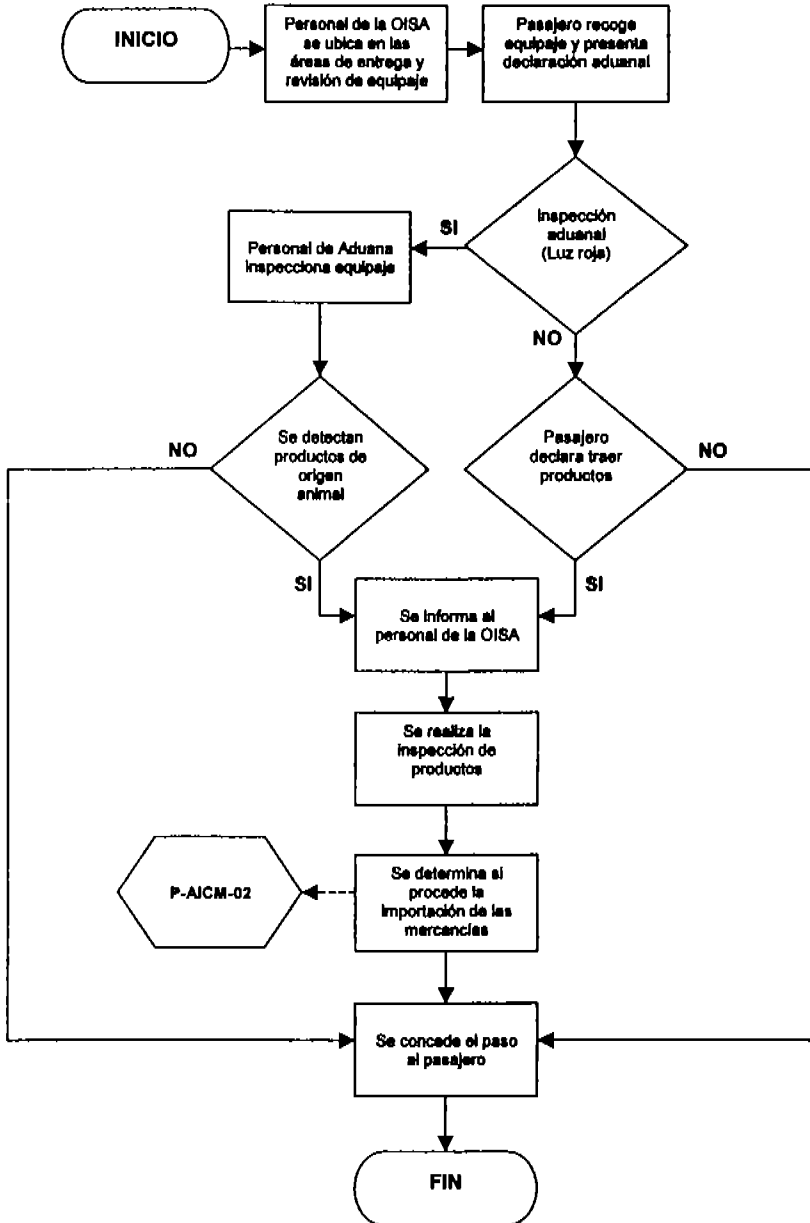 INICIO
Personal de la OISA
se ubica en las
áreas de entrega y
revisión de equipaje
Pasajero recoge
equipaje y presenta
declaración aduanal
Inspección
aduanal
(Luz roja)
SI
Personal de Aduana
inspecciona equipaje
NO
Se detectan
productos de
origen
animal
NO
Pasajero
declara traer
productos
NO
SI
SI
Se informa al
personal de la OISA
Se realiza la
inspección de
productos
P-AICM-02
Se determina si
procede la
importación de las
mercancías
Se concede el paso
al pasajero
FIN